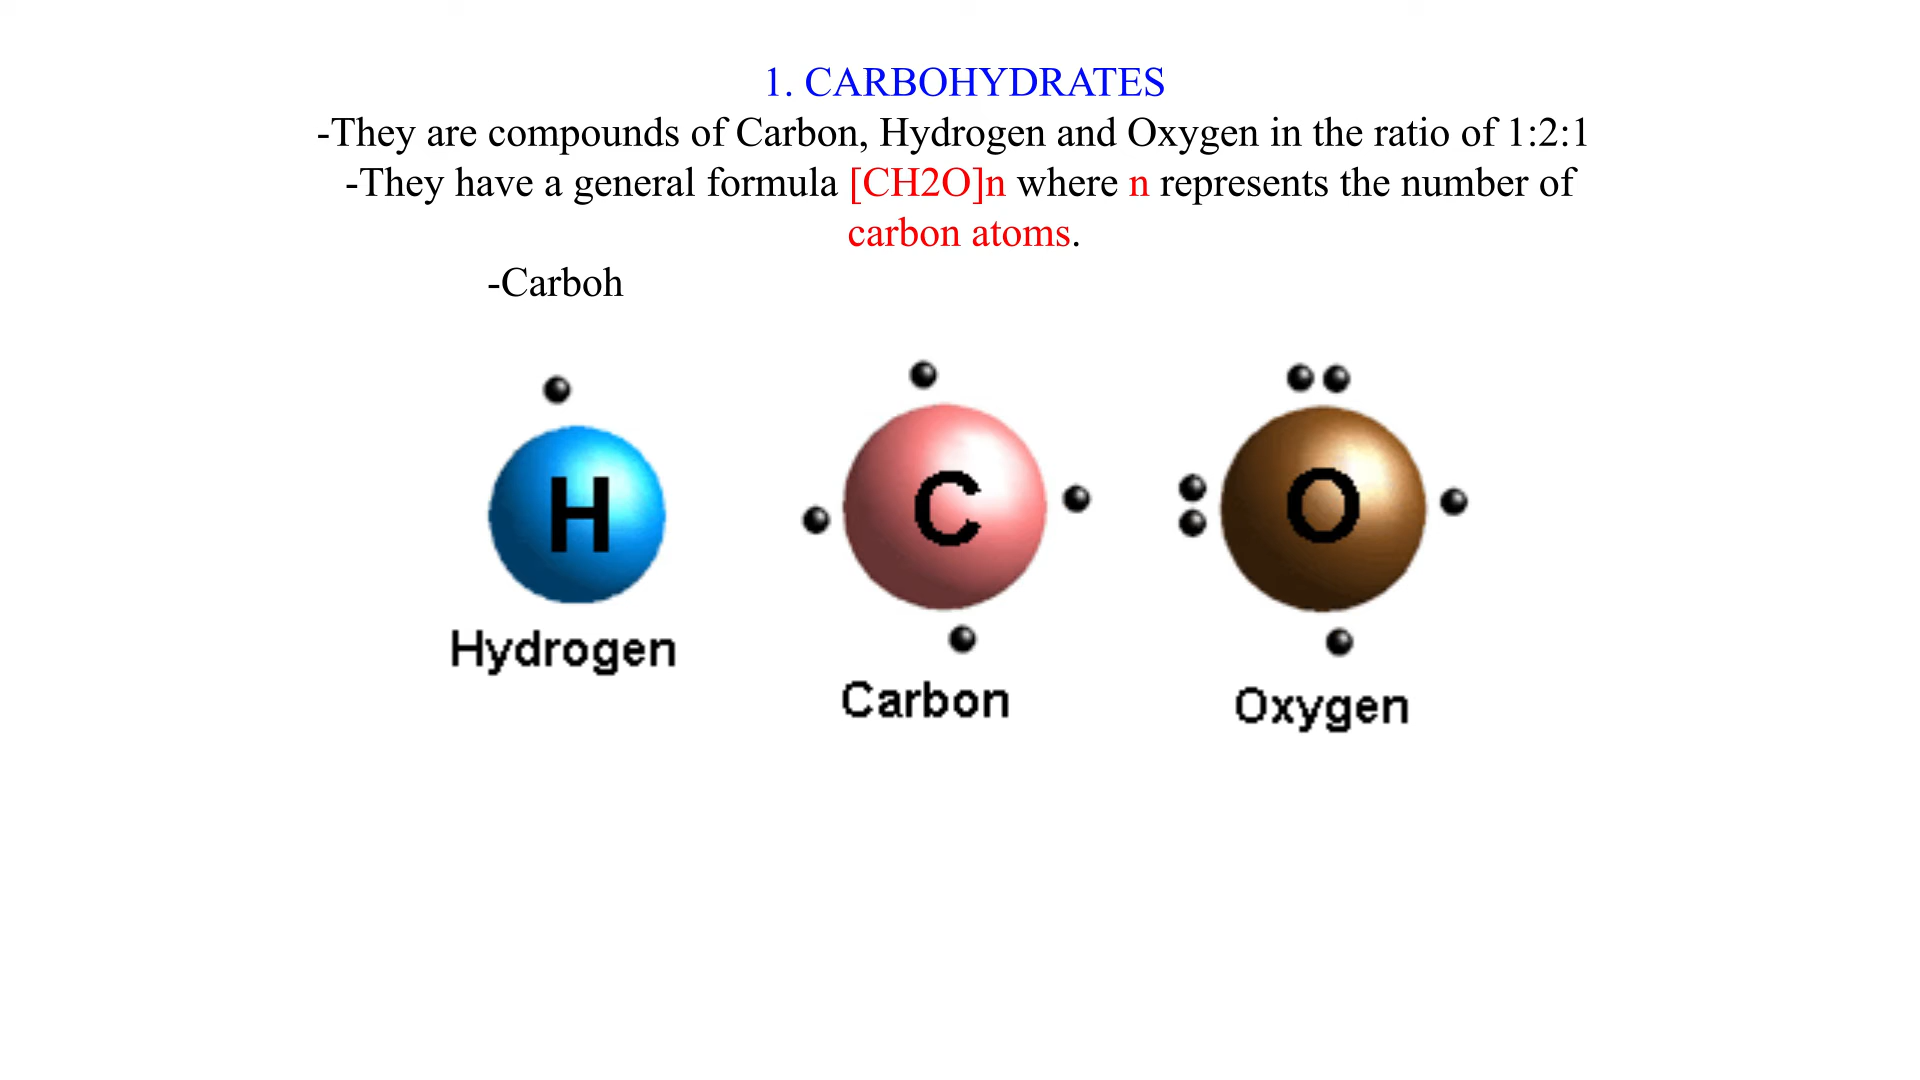 1. CARBOHYDRATES
-They are compounds of Carbon, Hydrogen and Oxygen in the ratio of 1:2:1
-They have a general formula [CH2O]n where n represents the number of
carbon atoms.
-Carboh
H
C
O
Hydrogen
Carbon
Oxygen